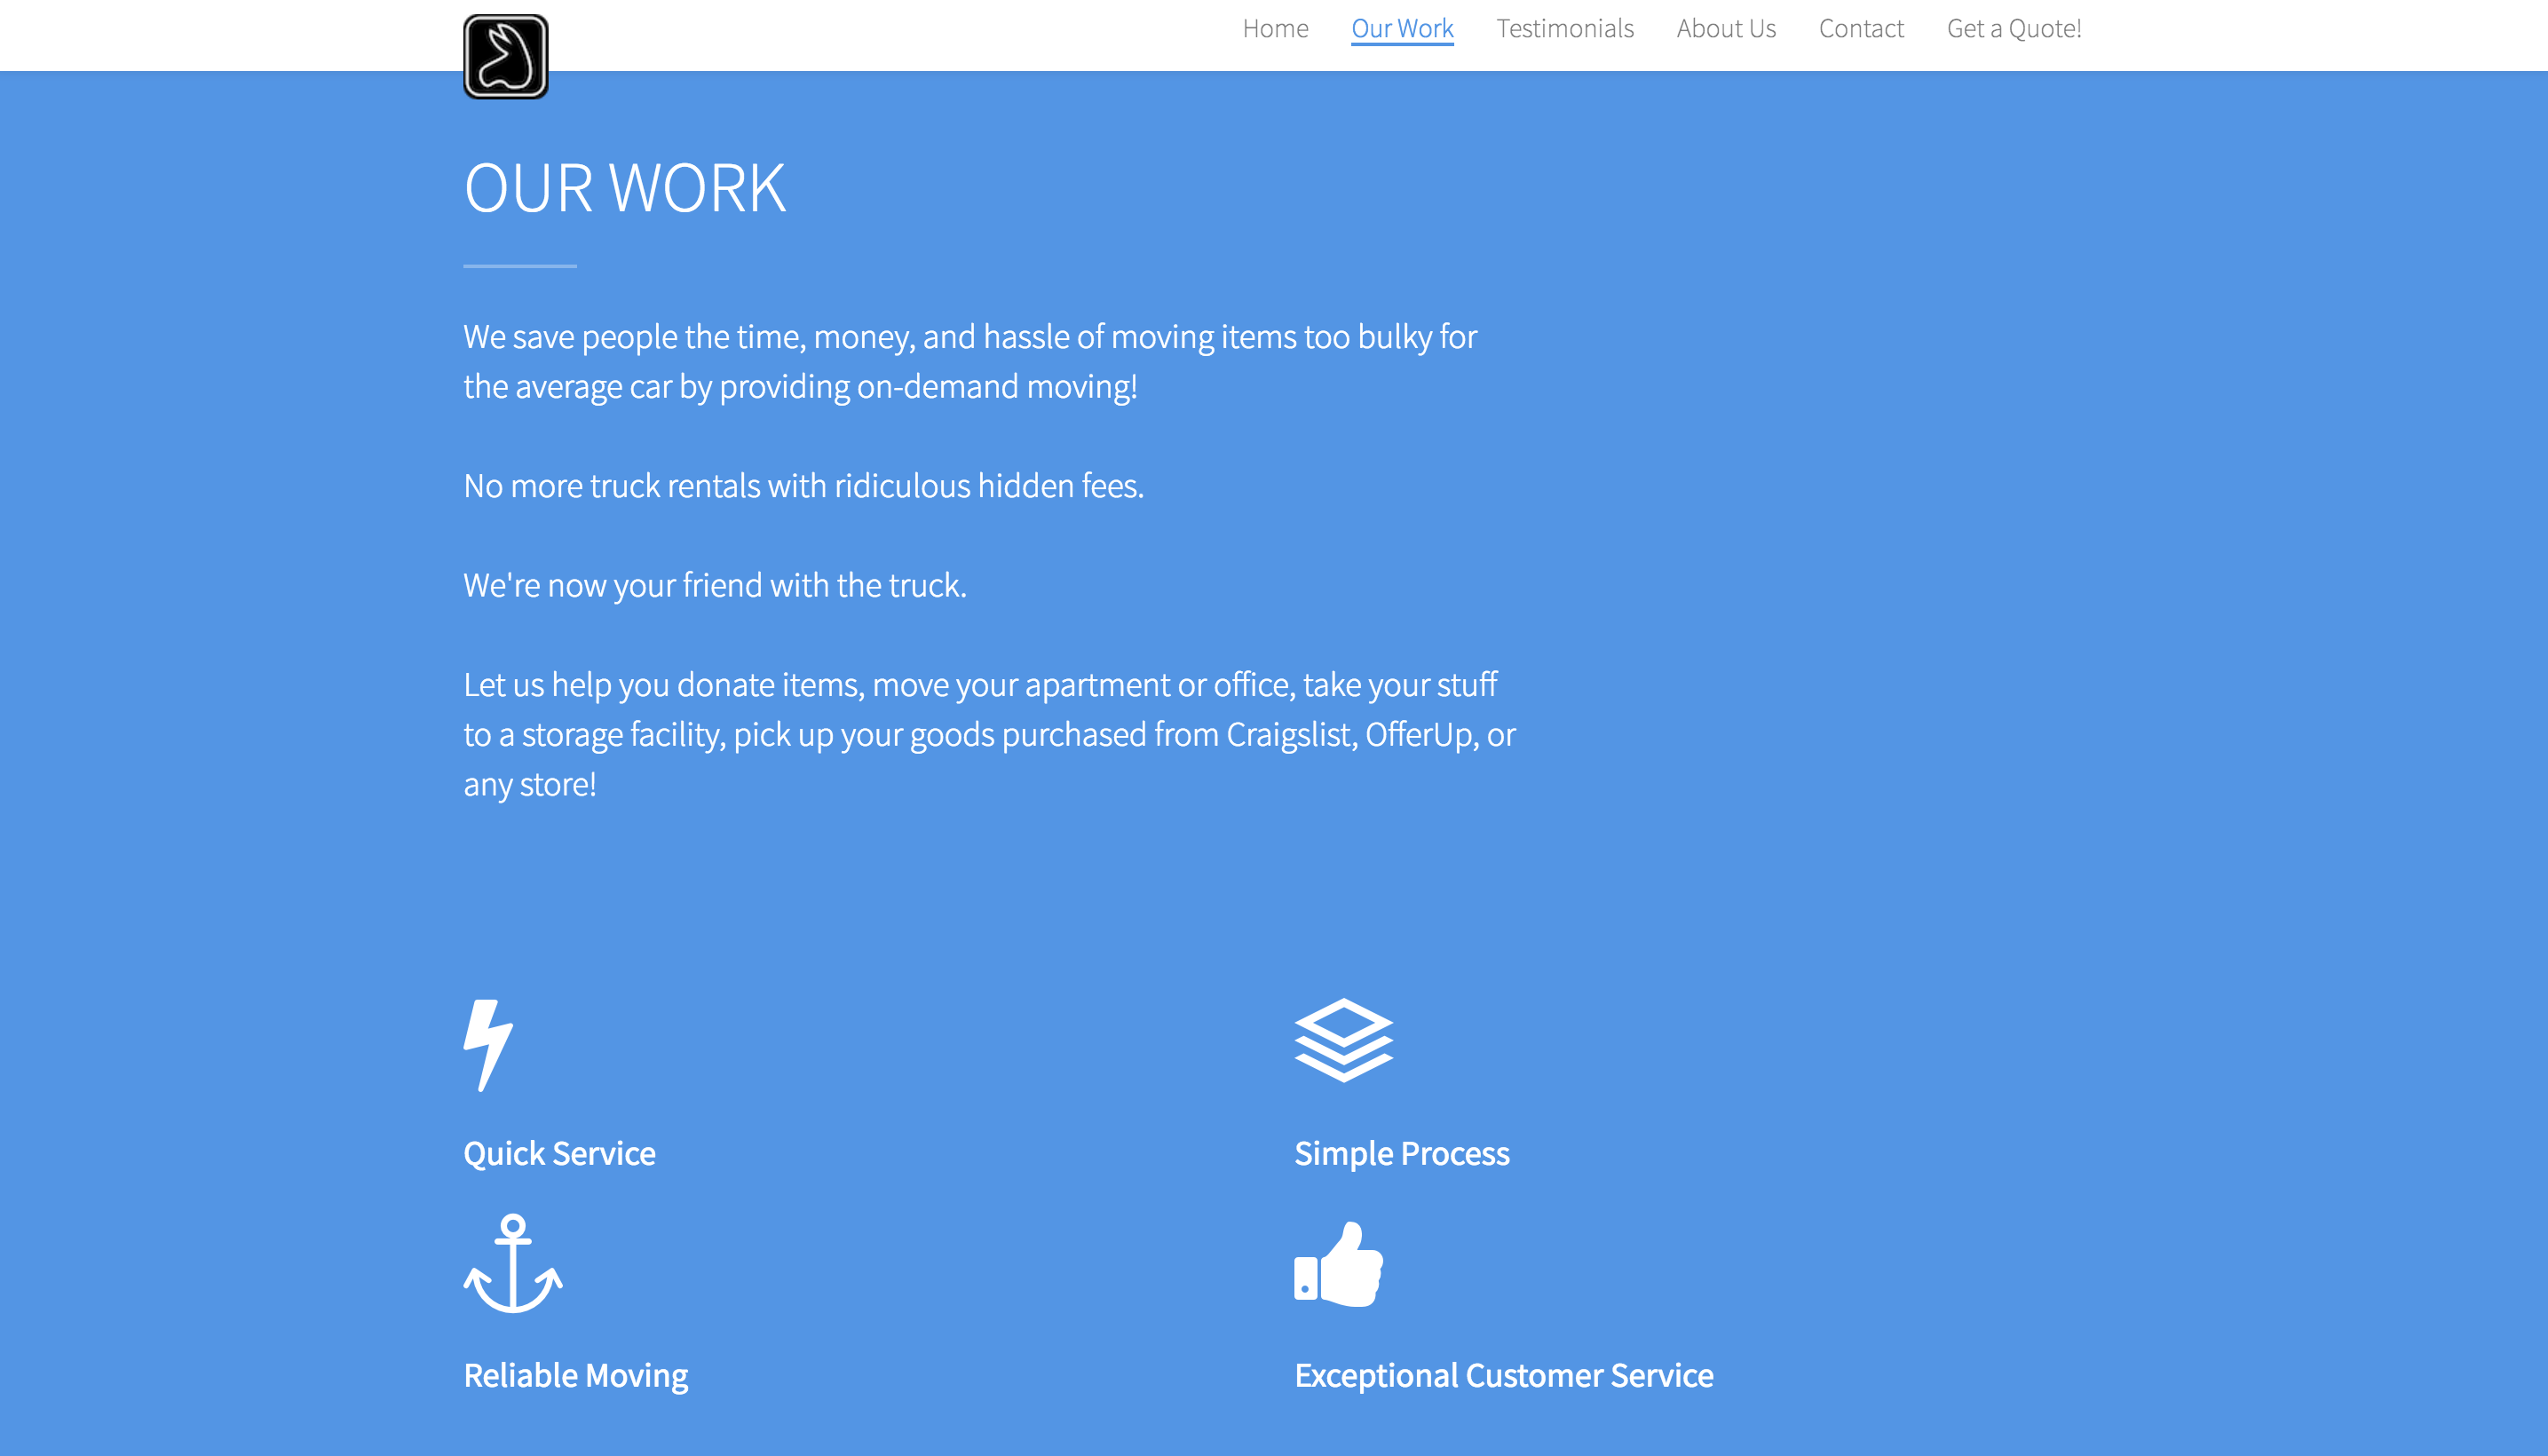 Home Our Work Testimonials About Us Contact Get a Quote!
OUR WORK
We save people the time, money, and hassle of moving items too bulky for
the average car by providing on-demand moving!
No more truck rentals with ridiculous hidden fees.
We're now your friend with the truck.
Let us help you donate items, move your apartment or office, take your stuff
to a storage facility, pick up your goods purchased from Craigslist, OfferUp, or
any store!
Quick Service
Simple Process
Reliable Moving
Exceptional Customer Service